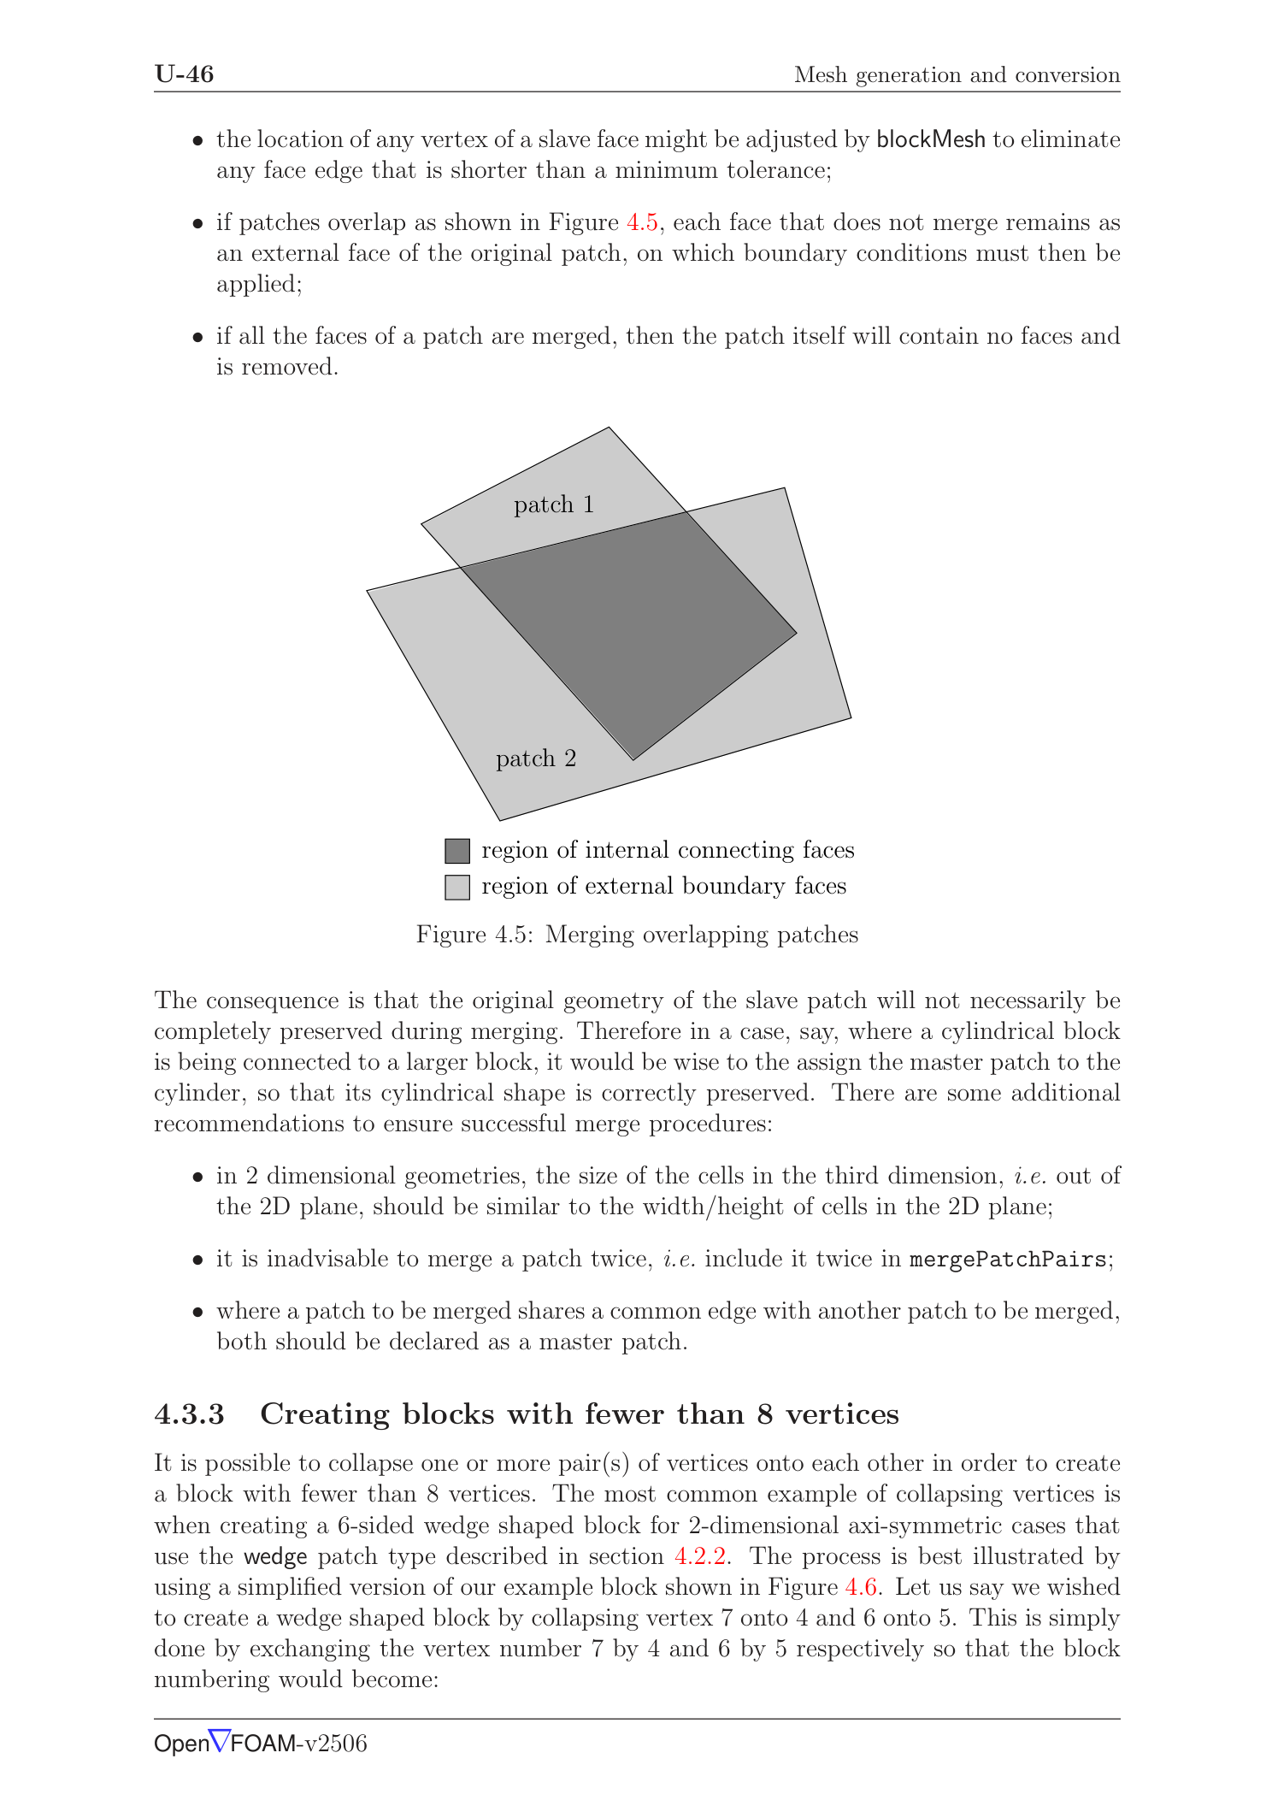 U-46 Mesh generation and conversion
• the location of any vertex of a slave face might be adjusted by blockMesh to eliminate
any face edge that is shorter than a minimum tolerance;
• if patches overlap as shown in Figure 4.5, each face that does not merge remains as
an external face of the original patch, on which boundary conditions must then be
applied;
• if all the faces of a patch are merged, then the patch itself will contain no faces and
is removed.
patch 1
patch 2
region of internal connecting faces
region of external boundary faces
Figure 4.5: Merging overlapping patches
The consequence is that the original geometry of the slave patch will not necessarily be
completely preserved during merging. Therefore in a case, say, where a cylindrical block
is being connected to a larger block, it would be wise to the assign the master patch to the
cylinder, so that its cylindrical shape is correctly preserved. There are some additional
recommendations to ensure successful merge procedures:
• in 2 dimensional geometries, the size of the cells in the third dimension, i.e. out of
the 2D plane, should be similar to the width/height of cells in the 2D plane;
• it is inadvisable to merge a patch twice, i.e. include it twice in mergePatchPairs;
• where a patch to be merged shares a common edge with another patch to be merged,
both should be declared as a master patch.
4.3.3 Creating blocks with fewer than 8 vertices
It is possible to collapse one or more pair(s) of vertices onto each other in order to create
a block with fewer than 8 vertices. The most common example of collapsing vertices is
when creating a 6-sided wedge shaped block for 2-dimensional axi-symmetric cases that
use the wedge patch type described in section 4.2.2. The process is best illustrated by
using a simplified version of our example block shown in Figure 4.6. Let us say we wished
to create a wedge shaped block by collapsing vertex 7 onto 4 and 6 onto 5. This is simply
done by exchanging the vertex number 7 by 4 and 6 by 5 respectively so that the block
numbering would become:
Open∇FOAM-v2506